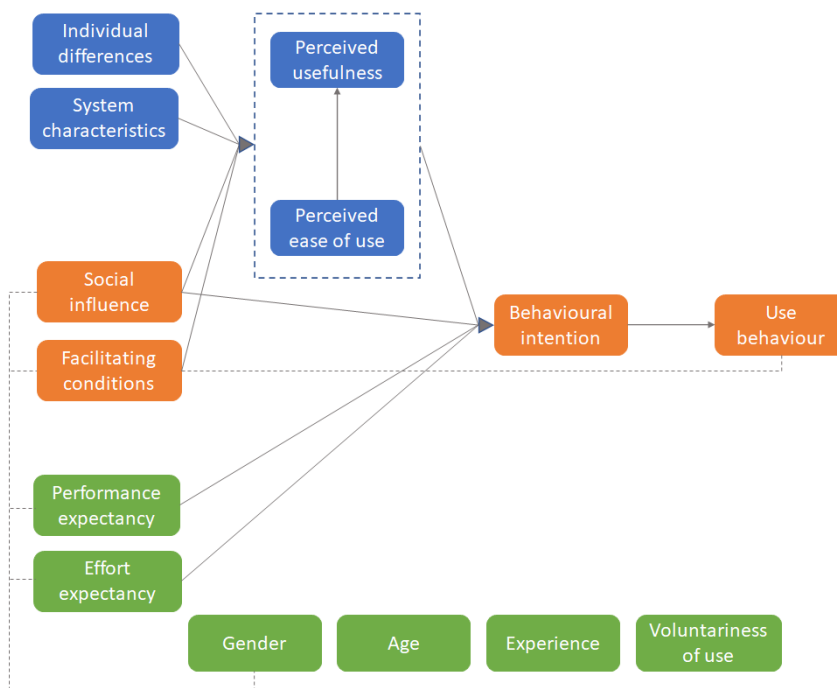 Individual
differences
System
characteristics
Perceived
usefulness
Perceived
ease of use
Social
influence
Facilitating
conditions
Behavioural
intention
Use
behaviour
Performance
expectancy
Effort
expectancy
Gender
Age
Experience
Voluntariness
of use